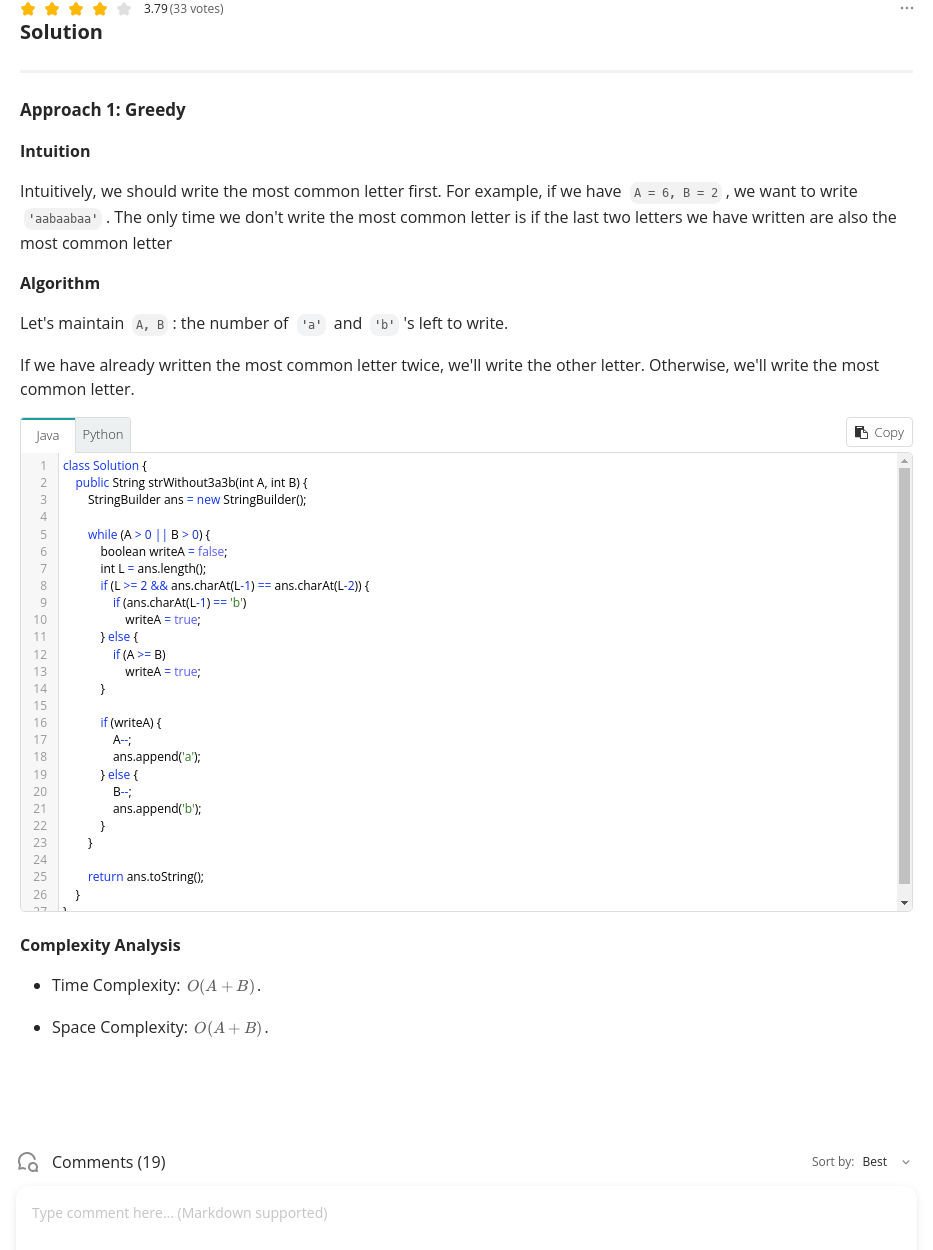 3.79 (33 votes)
Solution
Approach 1: Greedy
Intuition
Intuitively, we should write the most common letter first. For example, if we have A = 6, B = 2 , we want to write
'aabaabaa' . The only time we don't write the most common letter is if the last two letters we have written are also the
most common letter
Algorithm
Let's maintain A, B : the number of 'a' and 'b' 's left to write.
If we have already written the most common letter twice, we'll write the other letter. Otherwise, we'll write the most
common letter.
Java Python Copy
1 class Solution {
2 public String strWithout3a3b(int A, int B) {
3 StringBuilder ans = new StringBuilder();
4
5 while (A > 0 || B > 0) {
6 boolean writeA = false;
7 int L = ans.length();
8 if (L >= 2 && ans.charAt(L-1) == ans.charAt(L-2)) {
9 if (ans.charAt(L-1) == 'b')
10 writeA = true;
11 } else {
12 if (A >= B)
13 writeA = true;
14 }
15
16 if (writeA) {
17 A--;
18 ans.append('a');
19 } else {
20 B--;
21 ans.append('b');
22 }
23 }
24
25 return ans.toString();
26 }
27 }
Complexity Analysis
• Time Complexity: O(A + B).
• Space Complexity: O(A + B).
Comments (19) Sort by: Best
Type comment here... (Markdown supported)